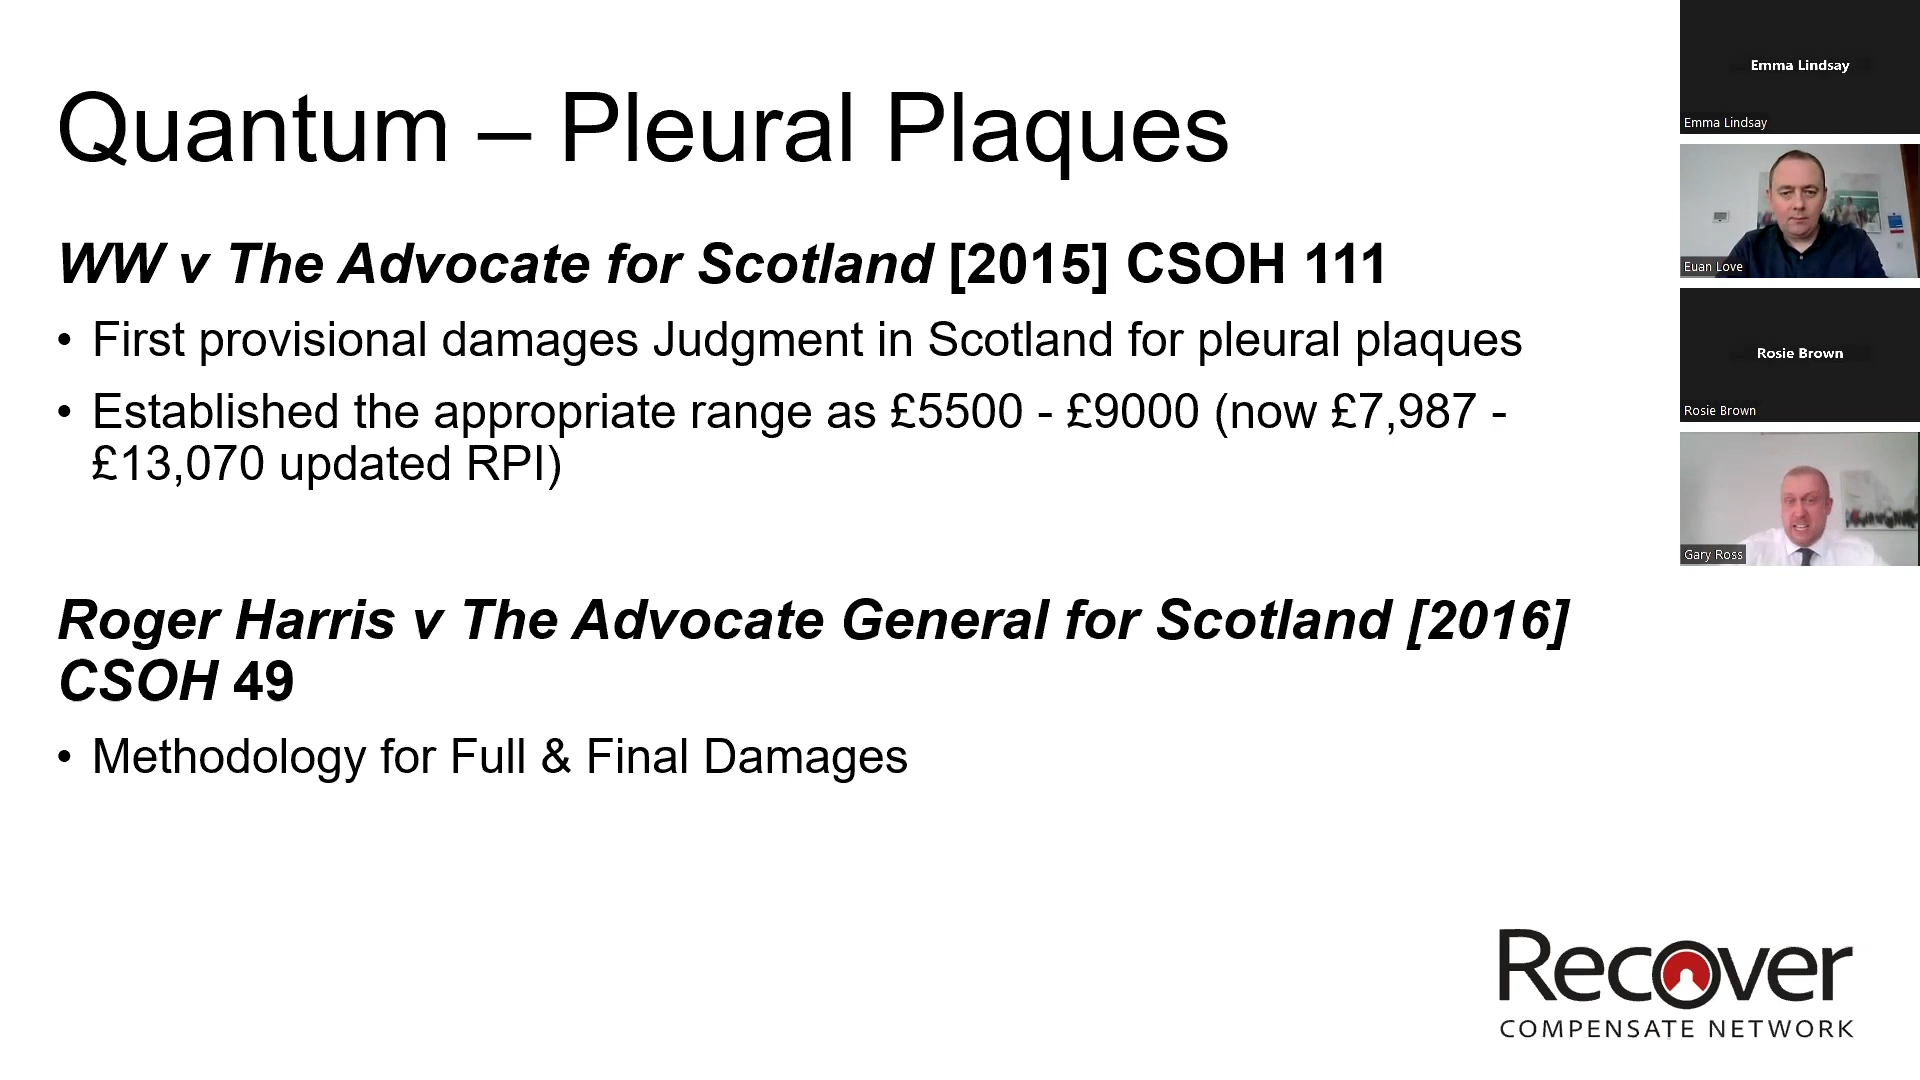 Quantum – Pleural Plaques
WW v The Advocate for Scotland [2015] CSOH 111
• First provisional damages Judgment in Scotland for pleural plaques
• Established the appropriate range as £5500 - £9000 (now £7,987 -
£13,070 updated RPI)
Roger Harris v The Advocate General for Scotland [2016]
CSOH 49
• Methodology for Full & Final Damages
Recover
COMPENSATE NETWORK
Emma Lindsay
Emma Lindsay
Euan Love
Rosie Brown
Rosie Brown
Gary Ross